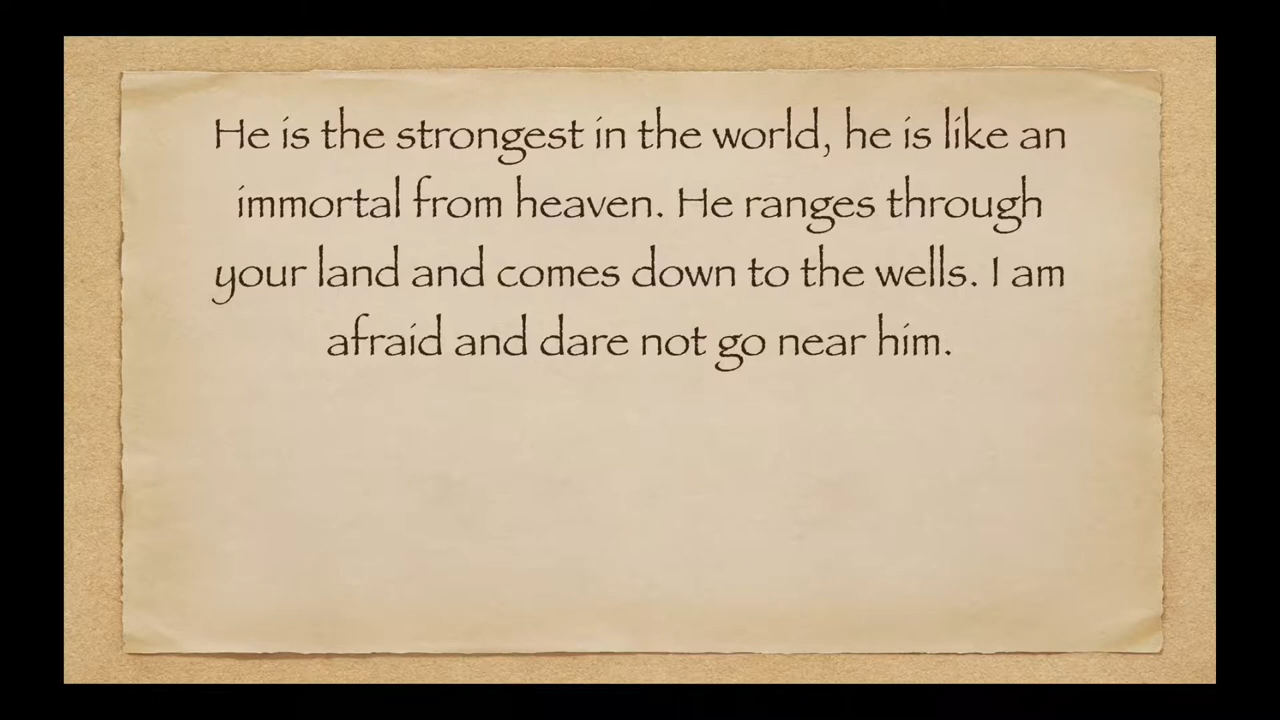 He is the strongest in the world, he is like an
immortal from heaven. He ranges through
your land and comes down to the wells. I am
afraid and dare not go near him.